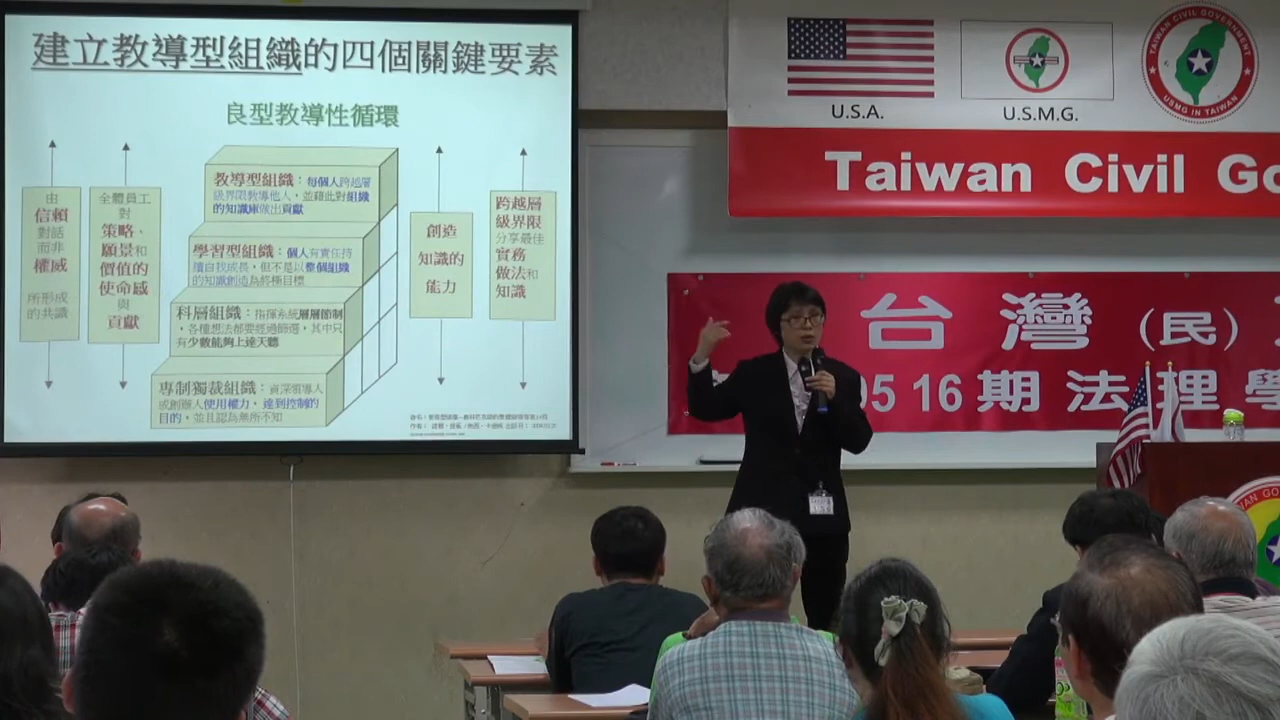 建立教導型組織的四個關鍵要素
良型教導性循環
由
信賴
對話
而非
權威
所形成
的共識
全體員工
對
策略、
願景和
價值的
使命感
與
貢獻
教導型組織：每個人跨越層
級界限教導他人，並藉此對組織
的知識庫做出貢獻
學習型組織：個人有責任持
續自我成長，但不是以整個組織
的知識創造為終極目標
科層組織：指揮系統層層節制
，各種想法都要經過篩選，其中只
有少數能夠上達天聽
專制獨裁組織：資深領導人
或創辦人使用權力，達到控制的
目的，並且認為無所不知
創造
知識的
能力
跨越層
級界限
分享最佳
實務
做法和
知識
U.S.A.
U.S.M.G.
TAIWAN CIVIL GOVERNMENT
USMG IN TAIWAN
Taiwan Civil Go
台灣（民）
05 16 期 法 理 學
WAN GO